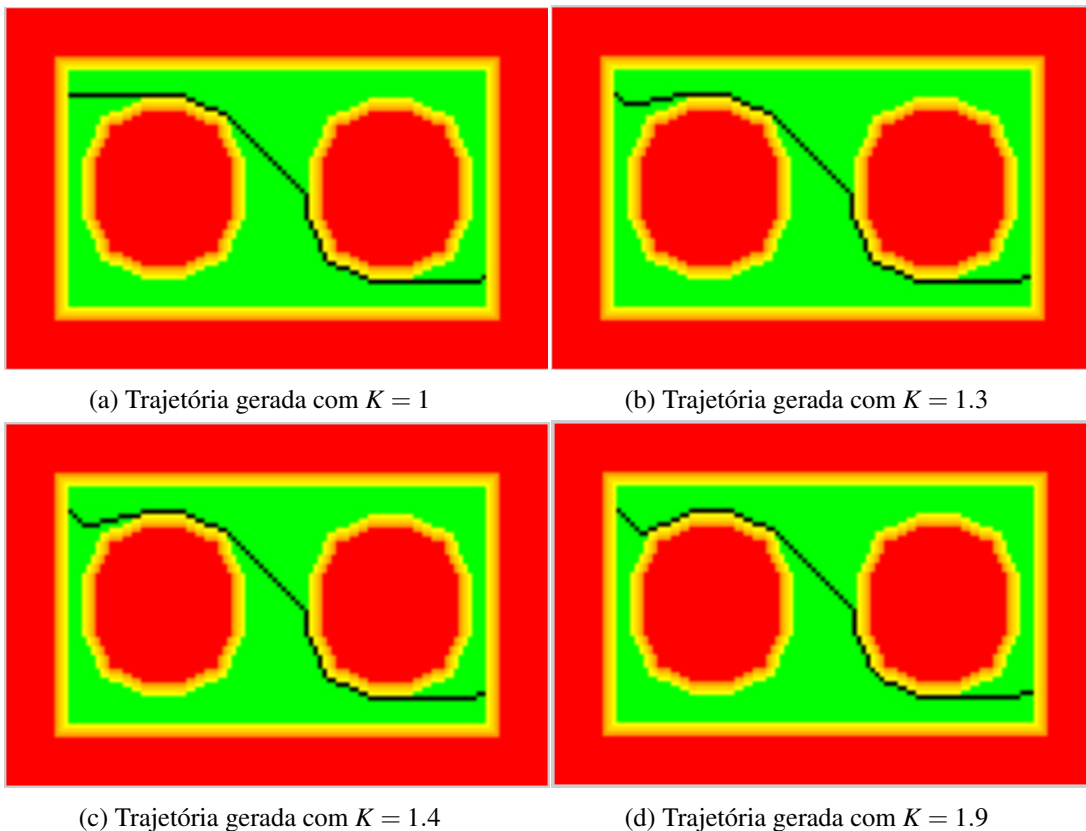 (a) Trajetória gerada com K = 1
(b) Trajetória gerada com K = 1.3
(c) Trajetória gerada com K = 1.4
(d) Trajetória gerada com K = 1.9